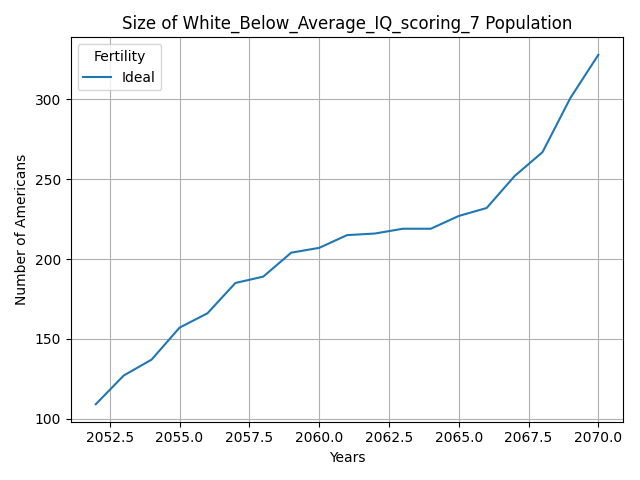 Size of White_Below_Average_IQ_scoring_7 Population
Fertility
Ideal
Number of Americans
300
250
200
150
100
2052.5 2055.0 2057.5 2060.0 2062.5 2065.0 2067.5 2070.0
Years